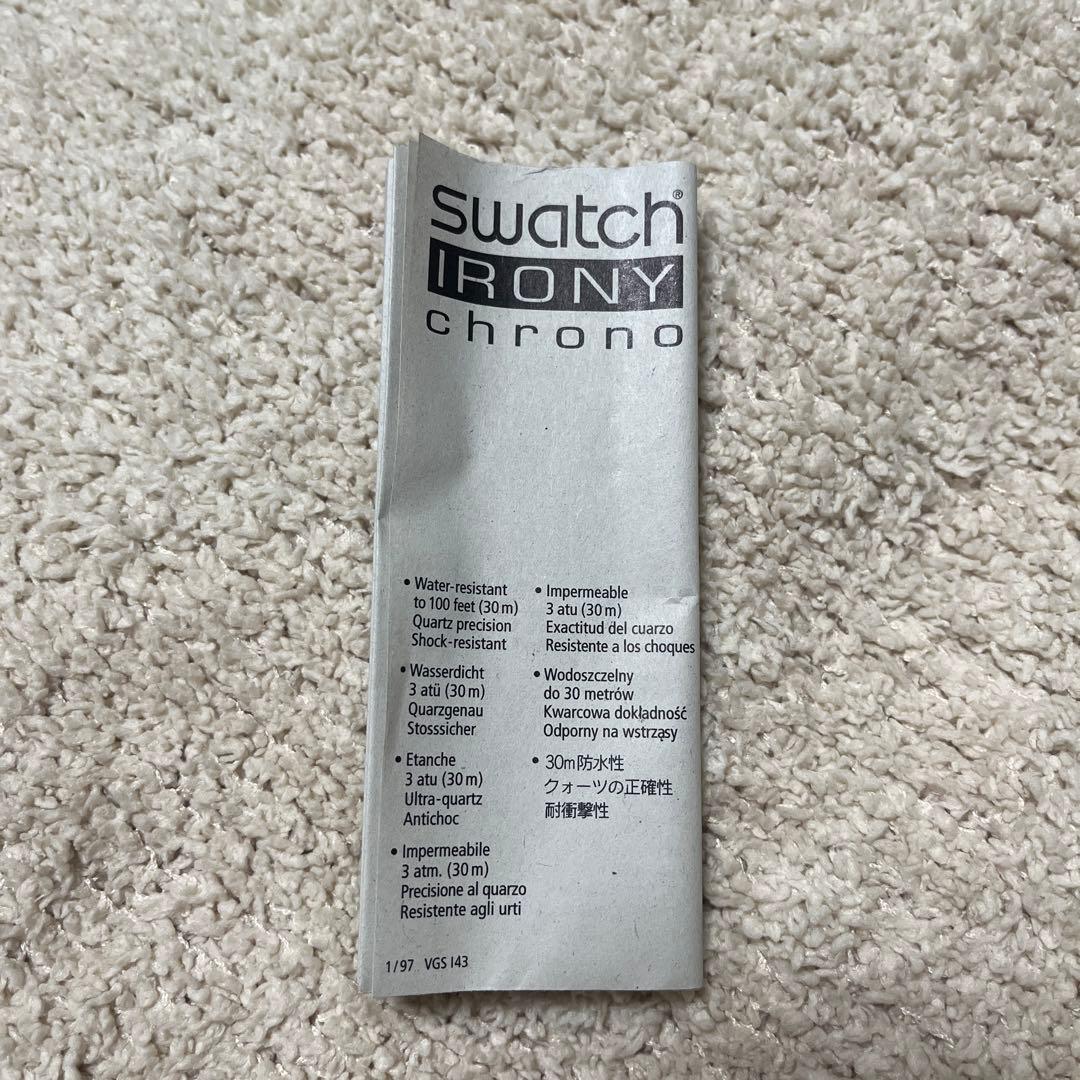 swatch®
IRONY
chrono
• Water-resistant
to 100 feet (30 m)
Quartz precision
Shock-resistant
• Wasserdicht
3 atü (30 m)
Quarzgenau
Stosssicher
• Etanche
3 atu (30 m)
Ultra-quartz
Antichoc
• Impermeabile
3 atm. (30 m)
Precisione al quarzo
Resistente agli urti
• Impermeable
3 atu (30 m)
Exactitud del cuarzo
Resistente a los choques
• Wodoszczelny
do 30 metrów
Kwarcowa dokładność
Odporny na wstrząsy
• 30m防水性
クォーツの正確性
耐衝撃性
1/97 VGS I43